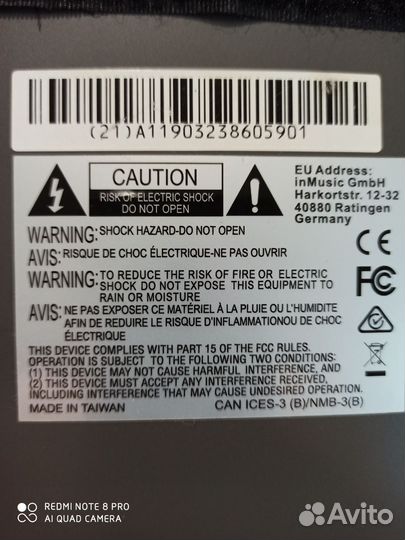 (21)A11903238605901
CAUTION
RISK OF ELECTRIC SHOCK
DO NOT OPEN
EU Address:
inMusic GmbH
Harkortstr. 12-32
40880 Ratingen
Germany
WARNING: SHOCK HAZARD-DO NOT OPEN
AVIS: RISQUE DE CHOC ÉLECTRIQUE-NE PAS OUVRIR
WARNING: TO REDUCE THE RISK OF FIRE OR ELECTRIC
SHOCK DO NOT EXPOSE THIS EQUIPMENT TO
RAIN OR MOISTURE
AVIS: NE PAS EXPOSER CE MATÉRIEL À LA PLUIE OU L'HUMIDITE
AFIN DE RÉDUIRE LE RISQUE D'INFLAMMATIONOU DE CHOC
ÉLECTRIQUE
THIS DEVICE COMPLIES WITH PART 15 OF THE FCC RULES.
OPERATION IS SUBJECT TO THE FOLLOWING TWO CONDITIONS:
(1) THIS DEVICE MAY NOT CAUSE HARMFUL INTERFERENCE, AND
(2) THIS DEVICE MUST ACCEPT ANY INTERFERENCE RECEIVED,
INCLUDING INTERFERENCE THAT MAY CAUSE UNDESIRED OPERATION.
MADE IN TAIWAN
CAN ICES-3 (B)/NMB-3(B)
CE
FC
REDMI NOTE 8 PRO
AI QUAD CAMERA
Avito